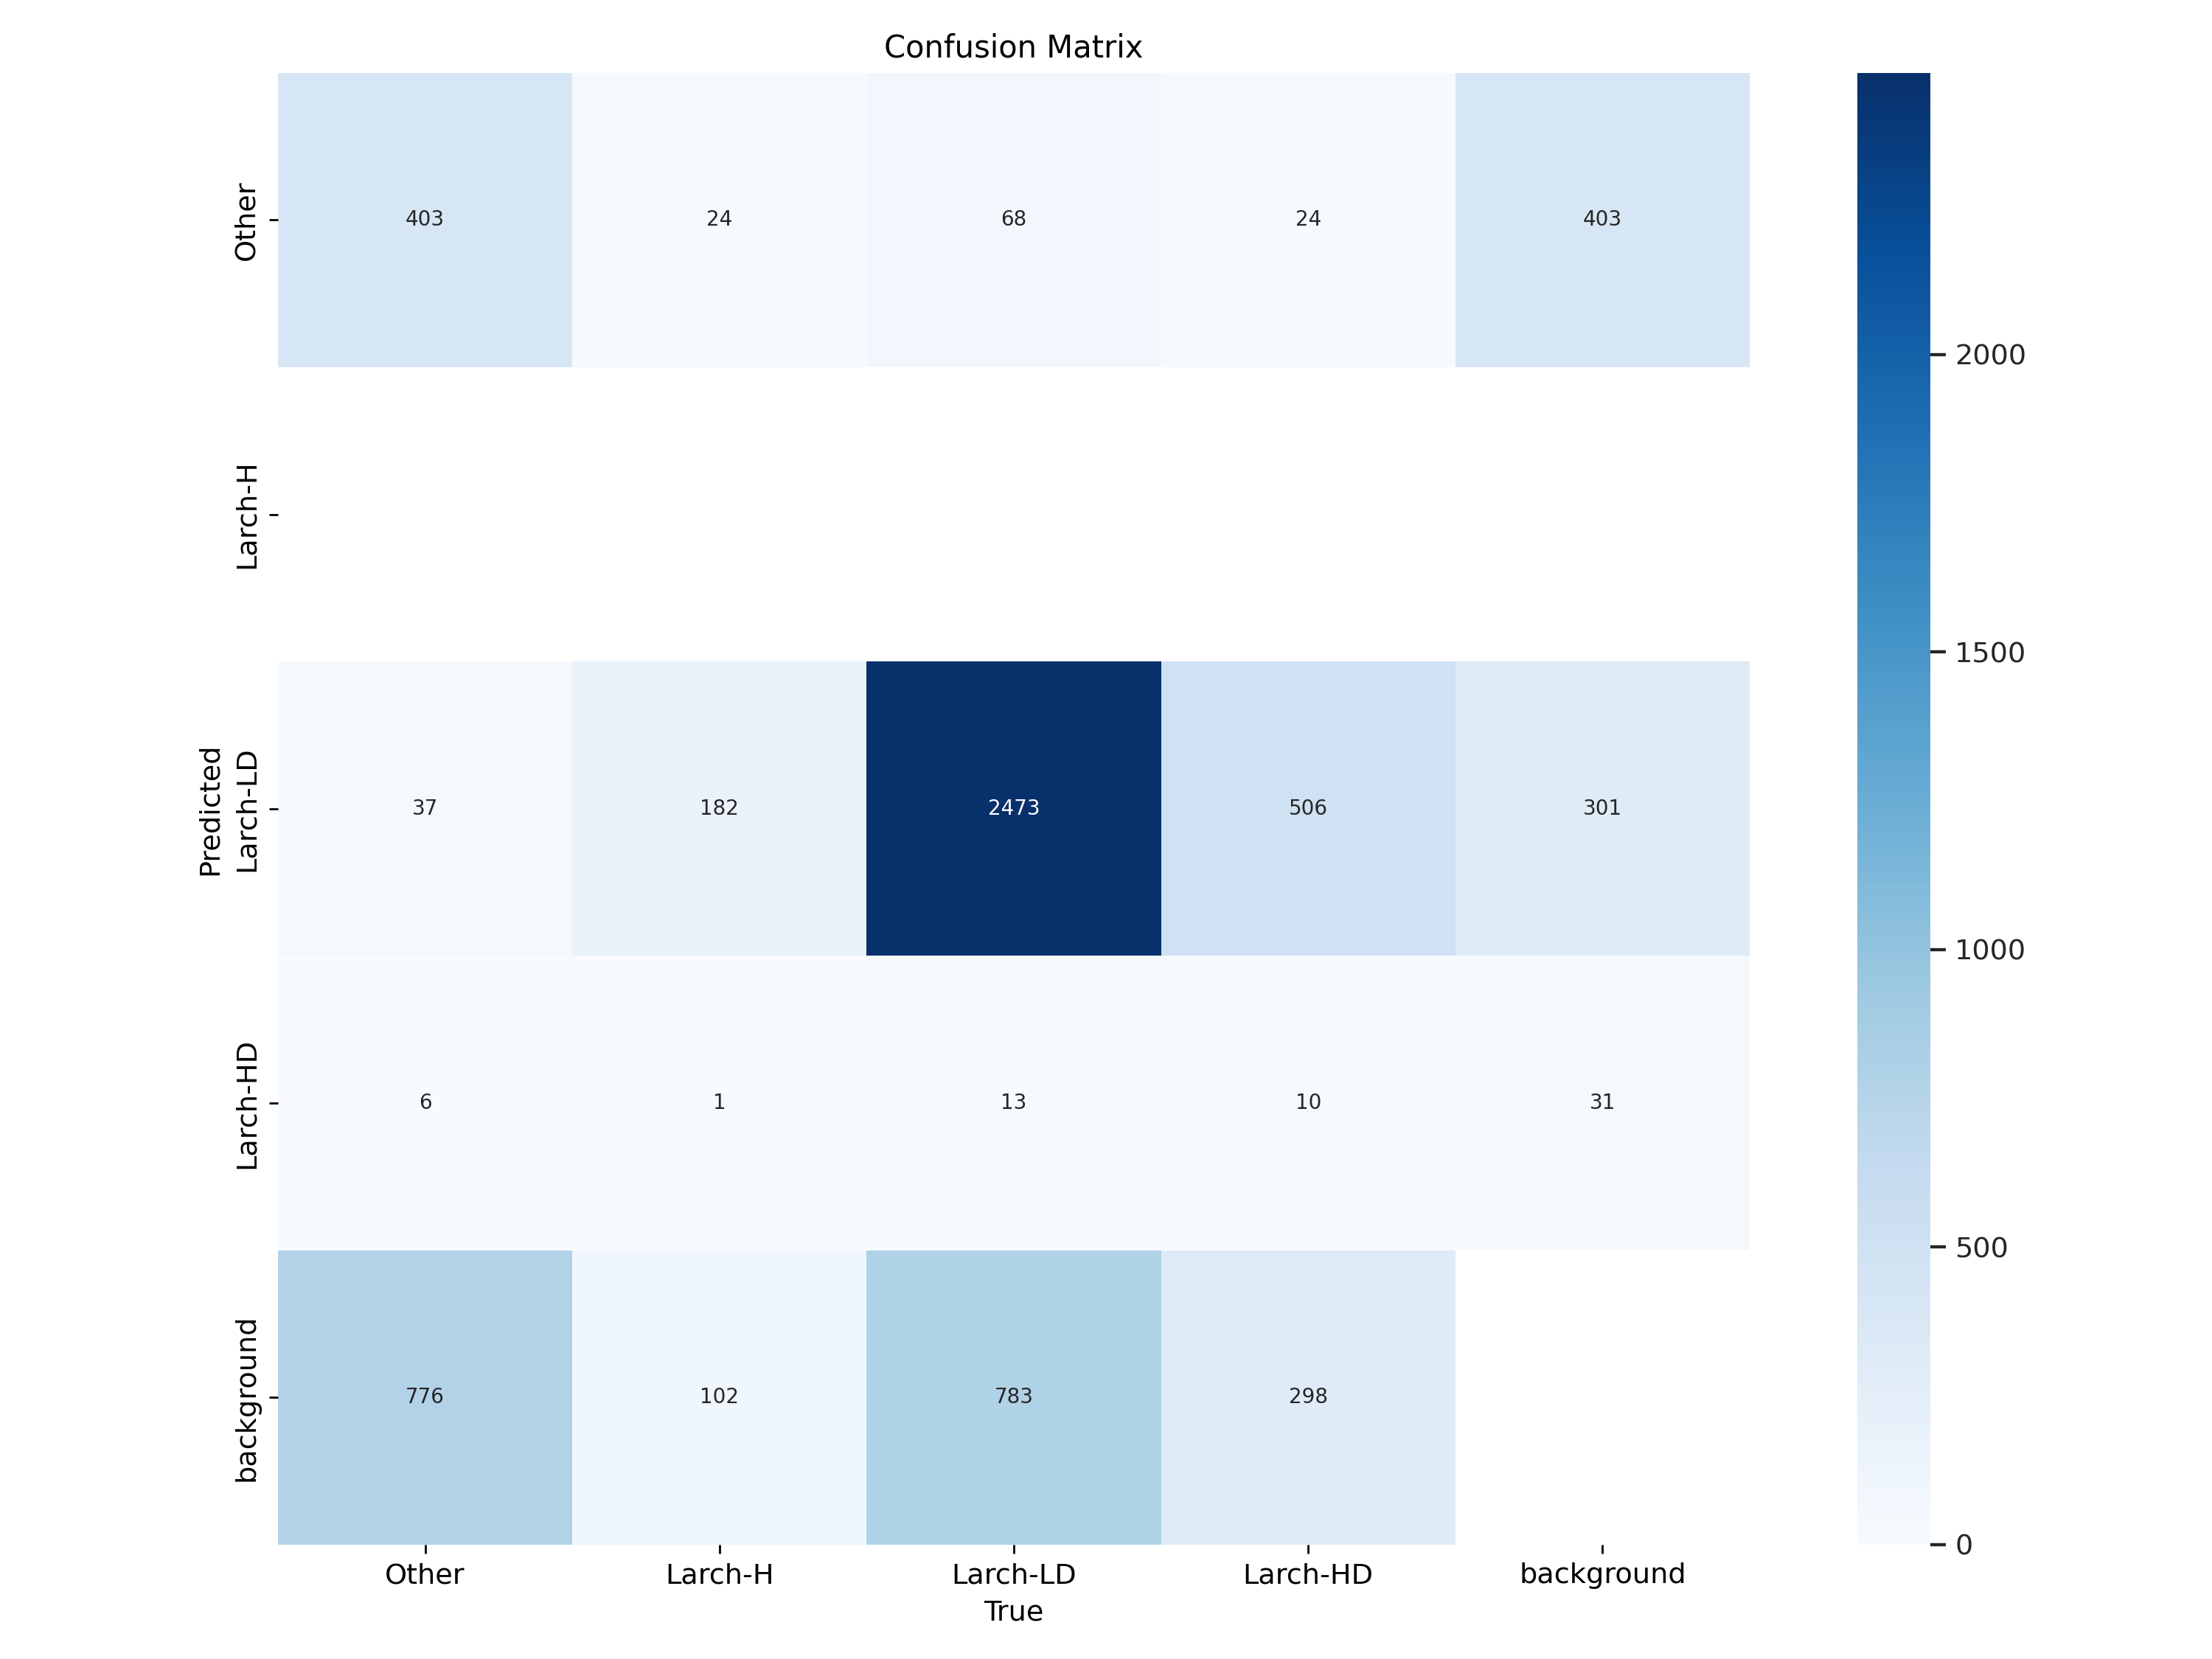 Confusion Matrix
Other
403 24 68 24 403
Larch-H
Predicted
Larch-LD
37 182 2473 506 301
Larch-HD
6 1 13 10 31
background
776 102 783 298
Other Larch-H Larch-LD Larch-HD background
True
2000
1500
1000
500
0